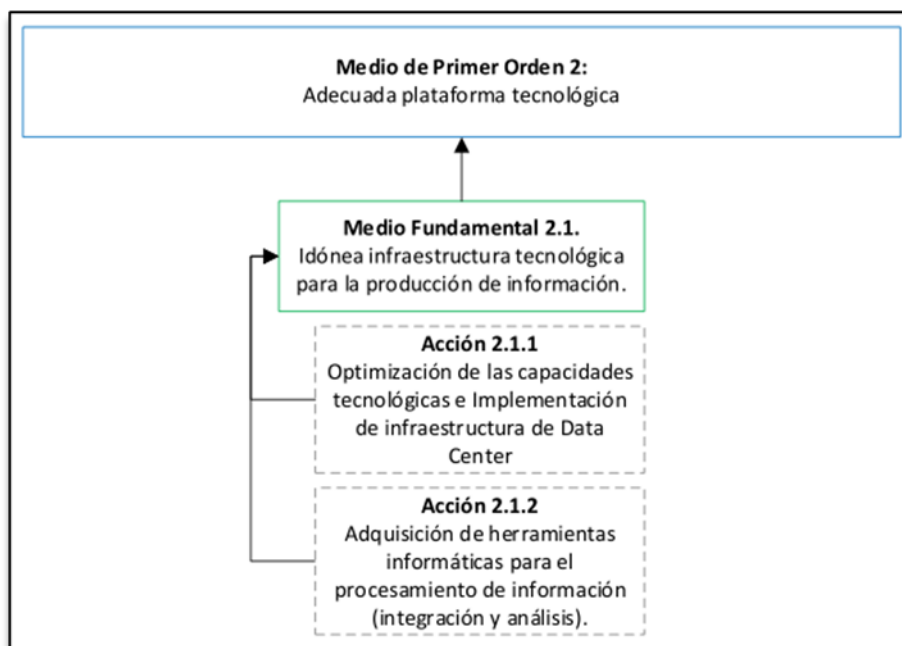 Medio de Primer Orden 2:
Adecuada plataforma tecnológica
Medio Fundamental 2.1.
Idónea infraestructura tecnológica
para la producción de información.
Acción 2.1.1
Optimización de las capacidades
tecnológicas e Implementación
de infraestructura de Data
Center
Acción 2.1.2
Adquisición de herramientas
informáticas para el
procesamiento de información
(integración y análisis).